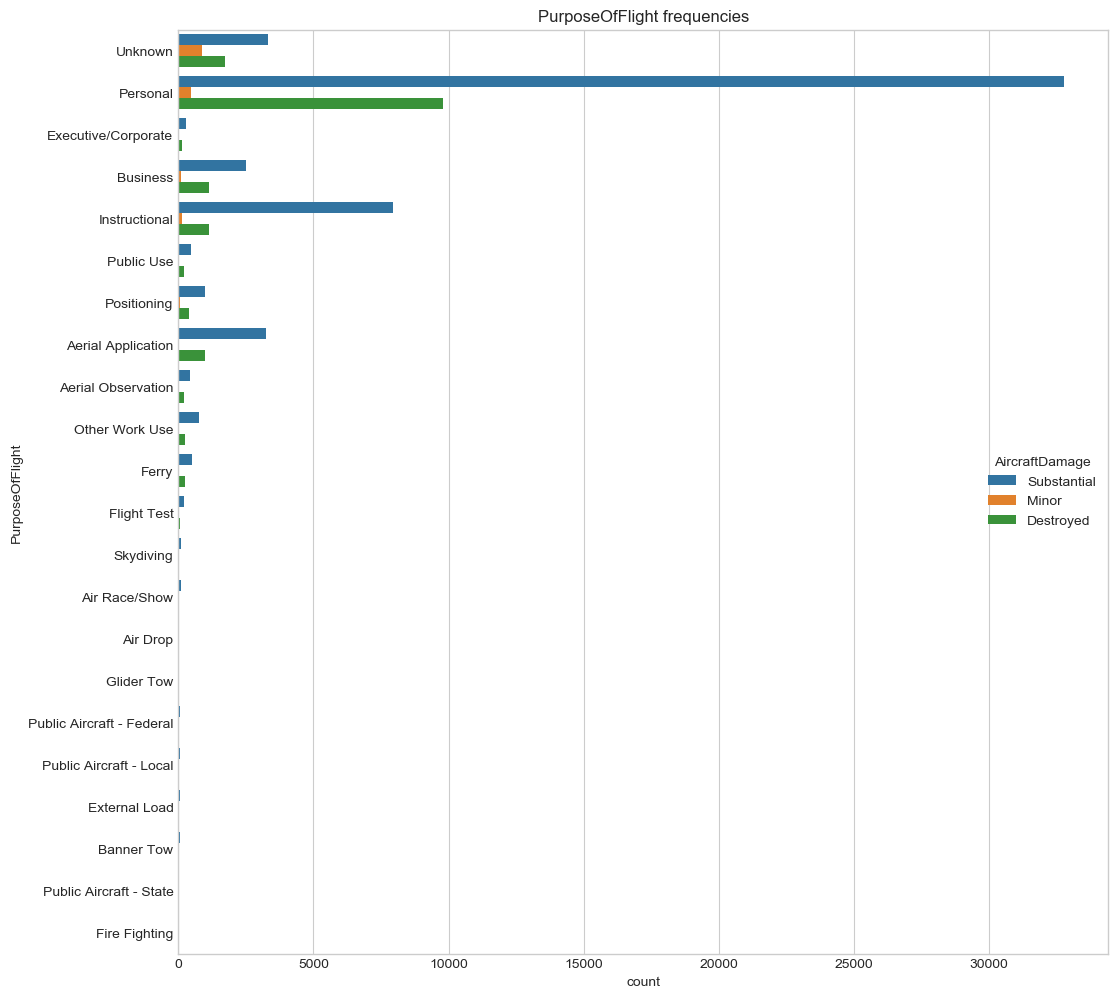 PurposeOfFlight frequencies
Unknown
Personal
Executive/Corporate
Business
Instructional
Public Use
Positioning
Aerial Application
Aerial Observation
Other Work Use
Ferry
Flight Test
Skydiving
Air Race/Show
Air Drop
Glider Tow
Public Aircraft - Federal
Public Aircraft - Local
External Load
Banner Tow
Public Aircraft - State
Fire Fighting
PurposeOfFlight
AircraftDamage
Substantial
Minor
Destroyed
0 5000 10000 15000 20000 25000 30000
count